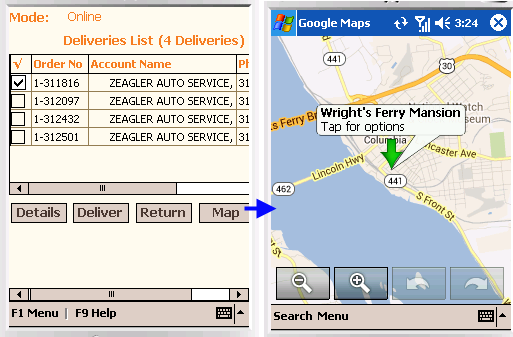 Mode: Online
Deliveries List (4 Deliveries)
√ Order No Account Name Ph
1-311816 ZEAGLER AUTO SERVICE, 31
1-312097 ZEAGLER AUTO SERVICE, 31
1-312432 ZEAGLER AUTO SERVICE, 31
1-312501 ZEAGLER AUTO SERVICE, 31
Details Deliver Return Map
F1 Menu | F9 Help
Google Maps 3:24
441
30
Wright's Ferry Mansion
Tap for options
s Ferry Br
Watch
seum
Columbia
ncaster Ave
Lincoln Hwy
462
441
S Front St
Search Menu